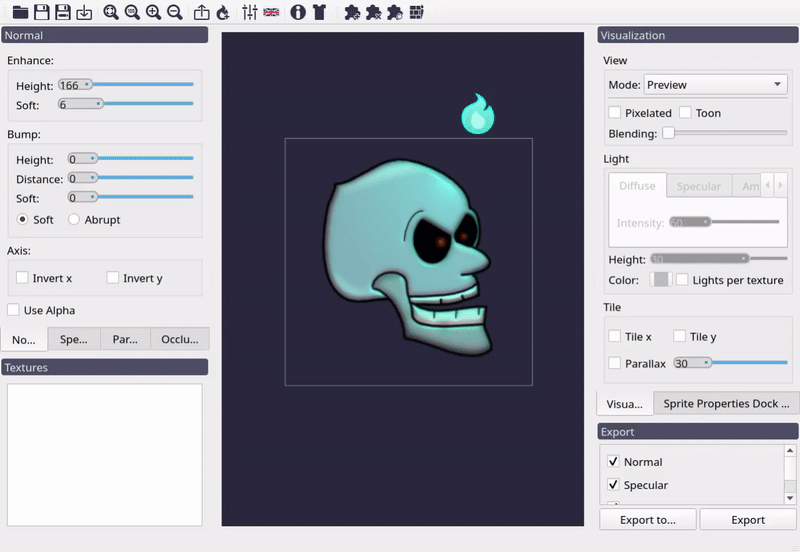 Normal
Enhance:
Height: 166
Soft: 6
Bump:
Height: 0
Distance: 0
Soft: 0
Soft Abrupt
Axis:
Invert x Invert y
Use Alpha
No... Spe... Par... Occlu...
Textures
Visualization
View
Mode: Preview
Pixelated Toon
Blending:
Light
Diffuse Specular Am
Intensity: 60
Height:
Color: Lights per texture
Tile
Tile x Tile y
Parallax 30
Visua... Sprite Properties Dock ...
Export
Normal
Specular
Export to... Export